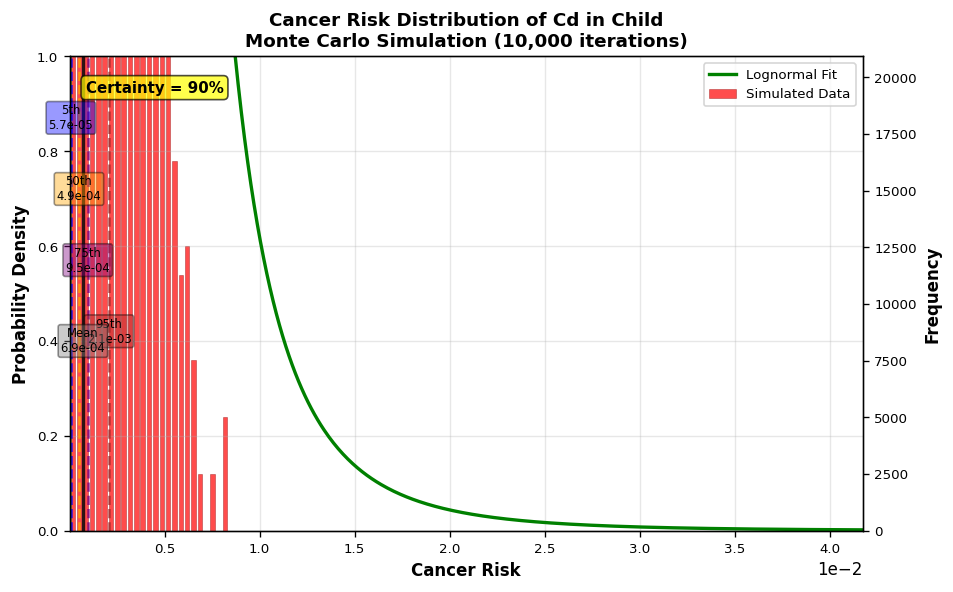 Cancer Risk Distribution of Cd in Child
Monte Carlo Simulation (10,000 iterations)
Certainty = 90%
Lognormal Fit
Simulated Data
5th
5.7e-05
50th
4.9e-04
75th
9.5e-04
95th
1e-03
Mean
6.9e-04
Probability Density
1.0
0.8
0.6
0.4
0.2
0.0
Frequency
20000
17500
15000
12500
10000
7500
5000
2500
0
0.5
1.0
1.5
2.0
2.5
3.0
3.5
4.0
Cancer Risk
1e−2